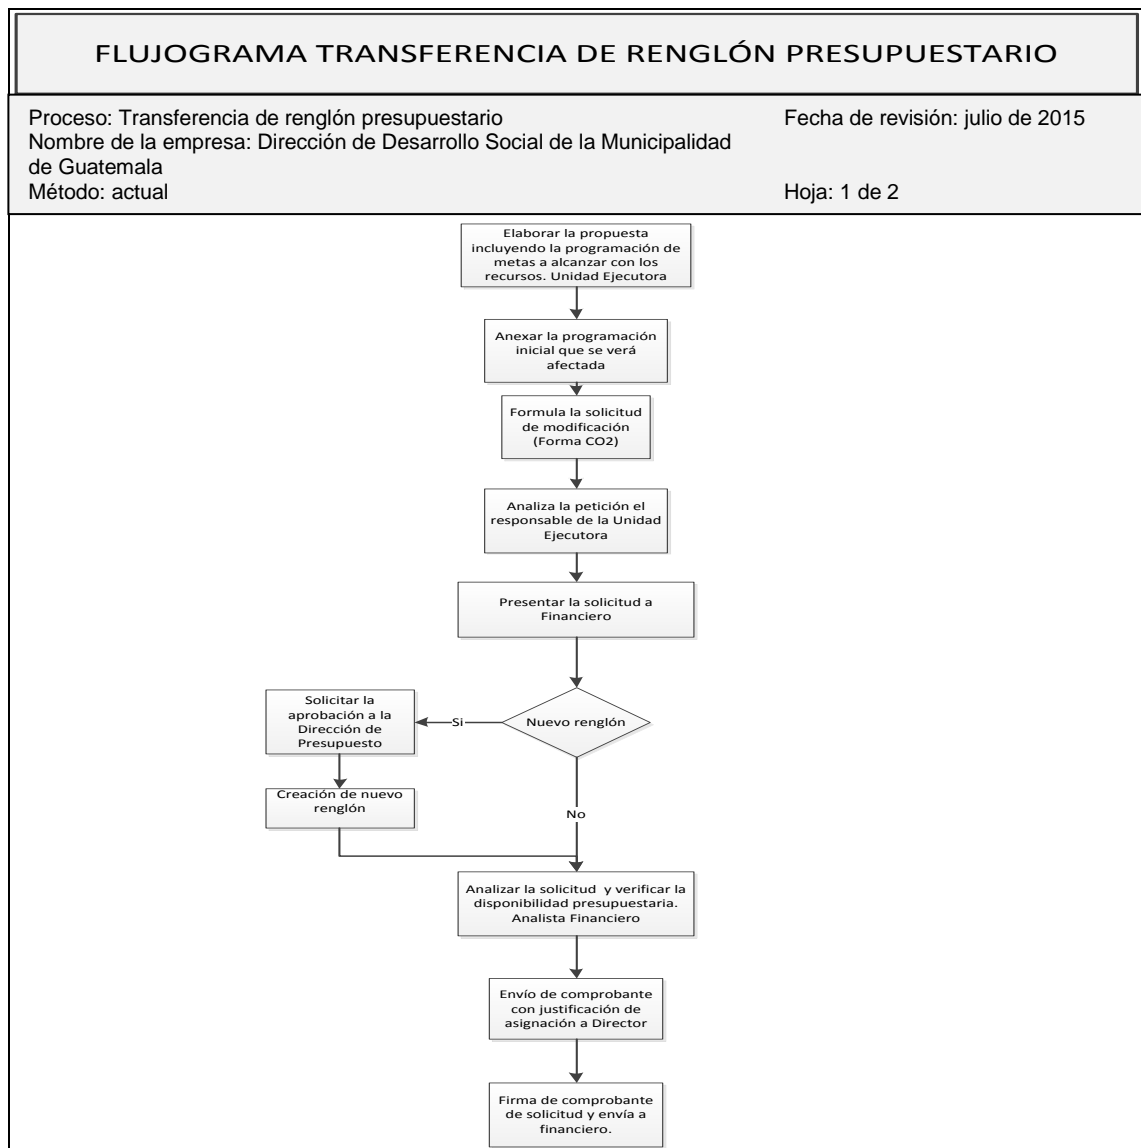 FLUJOGRAMA TRANSFERENCIA DE RENGLÓN PRESUPUESTARIO
Proceso: Transferencia de renglón presupuestario
Fecha de revisión: julio de 2015
Nombre de la empresa: Dirección de Desarrollo Social de la Municipalidad
de Guatemala
Método: actual
Hoja: 1 de 2
Elaborar la propuesta
incluyendo la programación de
metas a alcanzar con los
recursos. Unidad Ejecutora
Anexar la programación
inicial que se verá
afectada
Formula la solicitud
de modificación
(Forma CO2)
Analiza la petición el
responsable de la Unidad
Ejecutora
Presentar la solicitud a
Financiero
Nuevo renglón
Si
Solicitar la
aprobación a la
Dirección de
Presupuesto
Creación de nuevo
renglón
No
Analizar la solicitud y verificar la
disponibilidad presupuestaria.
Analista Financiero
Envío de comprobante
con justificación de
asignación a Director
Firma de comprobante
de solicitud y envía a
financiero.